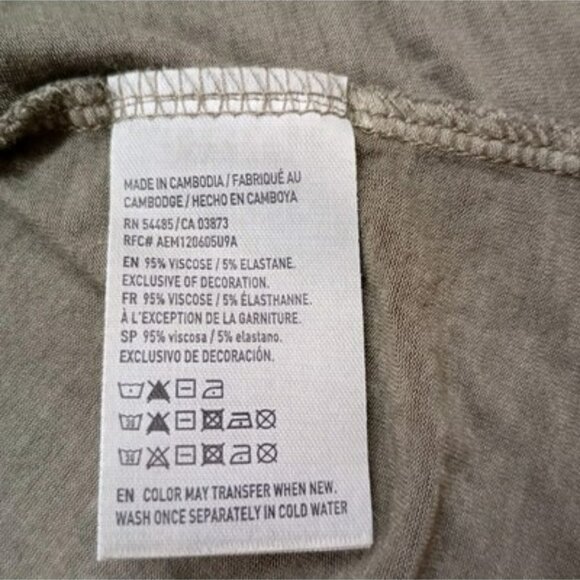 MADE IN CAMBODIA / FABRIQUÉ AU
CAMBODGE / HECHO EN CAMBOYA
RN 54485 / CA 03873
RFC# AEM120605U9A
EN 95% VISCOSE / 5% ELASTANE.
EXCLUSIVE OF DECORATION.
FR 95% VISCOSE / 5% ÉLASTHANNE.
À L'EXCEPTION DE LA GARNITURE.
SP 95% viscosa / 5% elastano.
EXCLUSIVO DE DECORACIÓN.
EN COLOR MAY TRANSFER WHEN NEW.
WASH ONCE SEPARATELY IN COLD WATER